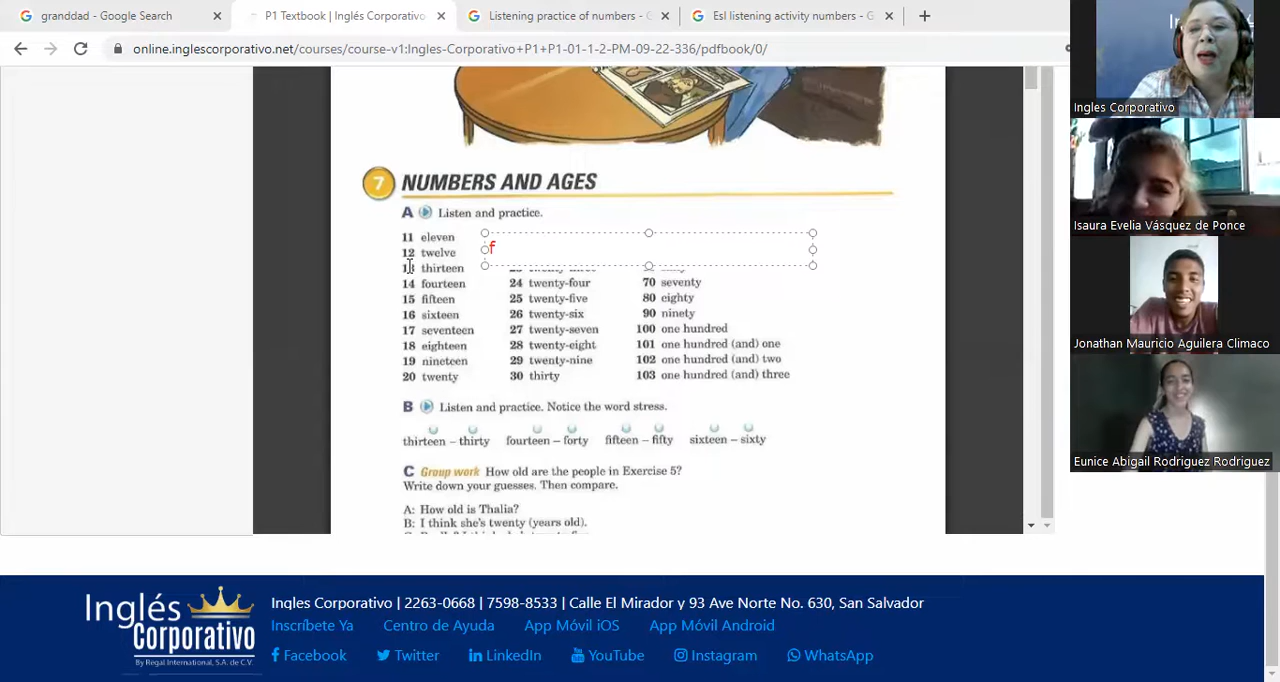 granddad - Google Search
P1 Textbook | Inglés Corporativo
Listening practice of numbers - G
Esl listening activity numbers - G
online.inglescorporativo.net/courses/course-v1:Ingles-Corporativo+P1+P1-01-1-2-PM-09-22-336/pdfbook/0/
7 NUMBERS AND AGES
A Listen and practice.
11 eleven
12 twelve
13 thirteen
14 fourteen
15 fifteen
16 sixteen
17 seventeen
18 eighteen
19 nineteen
20 twenty
f
24 twenty-four
25 twenty-five
26 twenty-six
27 twenty-seven
28 twenty-eight
29 twenty-nine
30 thirty
70 seventy
80 eighty
90 ninety
100 one hundred
101 one hundred (and) one
102 one hundred (and) two
103 one hundred (and) three
B Listen and practice. Notice the word stress.
thirteen – thirty fourteen – forty fifteen – fifty sixteen – sixty
C Group work How old are the people in Exercise 5?
Write down your guesses. Then compare.
A: How old is Thalia?
B: I think she's twenty (years old).
Ingles Corporativo
Isaura Evelia Vásquez de Ponce
Jonathan Mauricio Aguilera Climaco
Eunice Abigail Rodriguez Rodriguez
Inglés
Corporativo
By Regal International, S.A. de C.V.
Ingles Corporativo | 2263-0668 | 7598-8533 | Calle El Mirador y 93 Ave Norte No. 630, San Salvador
Inscríbete Ya Centro de Ayuda App Móvil iOS App Móvil Android
Facebook Twitter LinkedIn YouTube Instagram WhatsApp